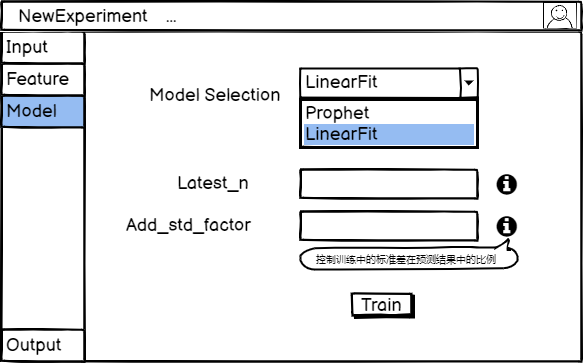 NewExperiment ...
Input
Feature
Model
Model Selection
LinearFit
Prophet
LinearFit
Latest_n
Add_std_factor
控制训练中的标准差在预测结果中的比例
Train
Output